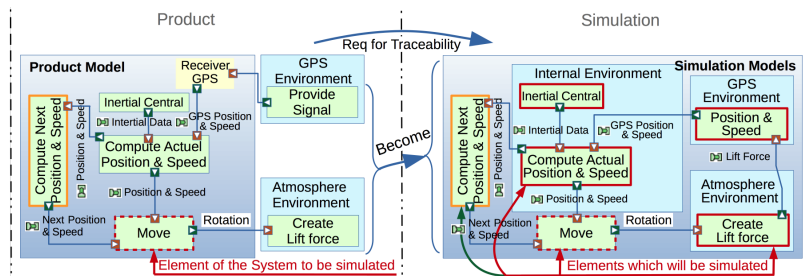 Product
Simulation
Req for Traceability
Product Model
Receiver
GPS
GPS
Environment
Provide
Signal
Inertial Central
Intertial Data
GPS Position
& Speed
Compute Next
Position & Speed
Position & Speed
Compute Actuel
Position & Speed
Position & Speed
Next Position
& Speed
Move
Rotation
Atmosphere
Environment
Create
Lift force
Element of the System to be simulated
Become
Internal Environment
Simulation Models
GPS
Environment
Inertial Central
Position &
Speed
Intertial Data
GPS Position
& Speed
Compute Next
Position & Speed
Position & Speed
Compute Actual
Position & Speed
Lift Force
Position & Speed
Next Position
& Speed
Move
Rotation
Atmosphere
Environment
Create
Lift force
Elements which will be simulated